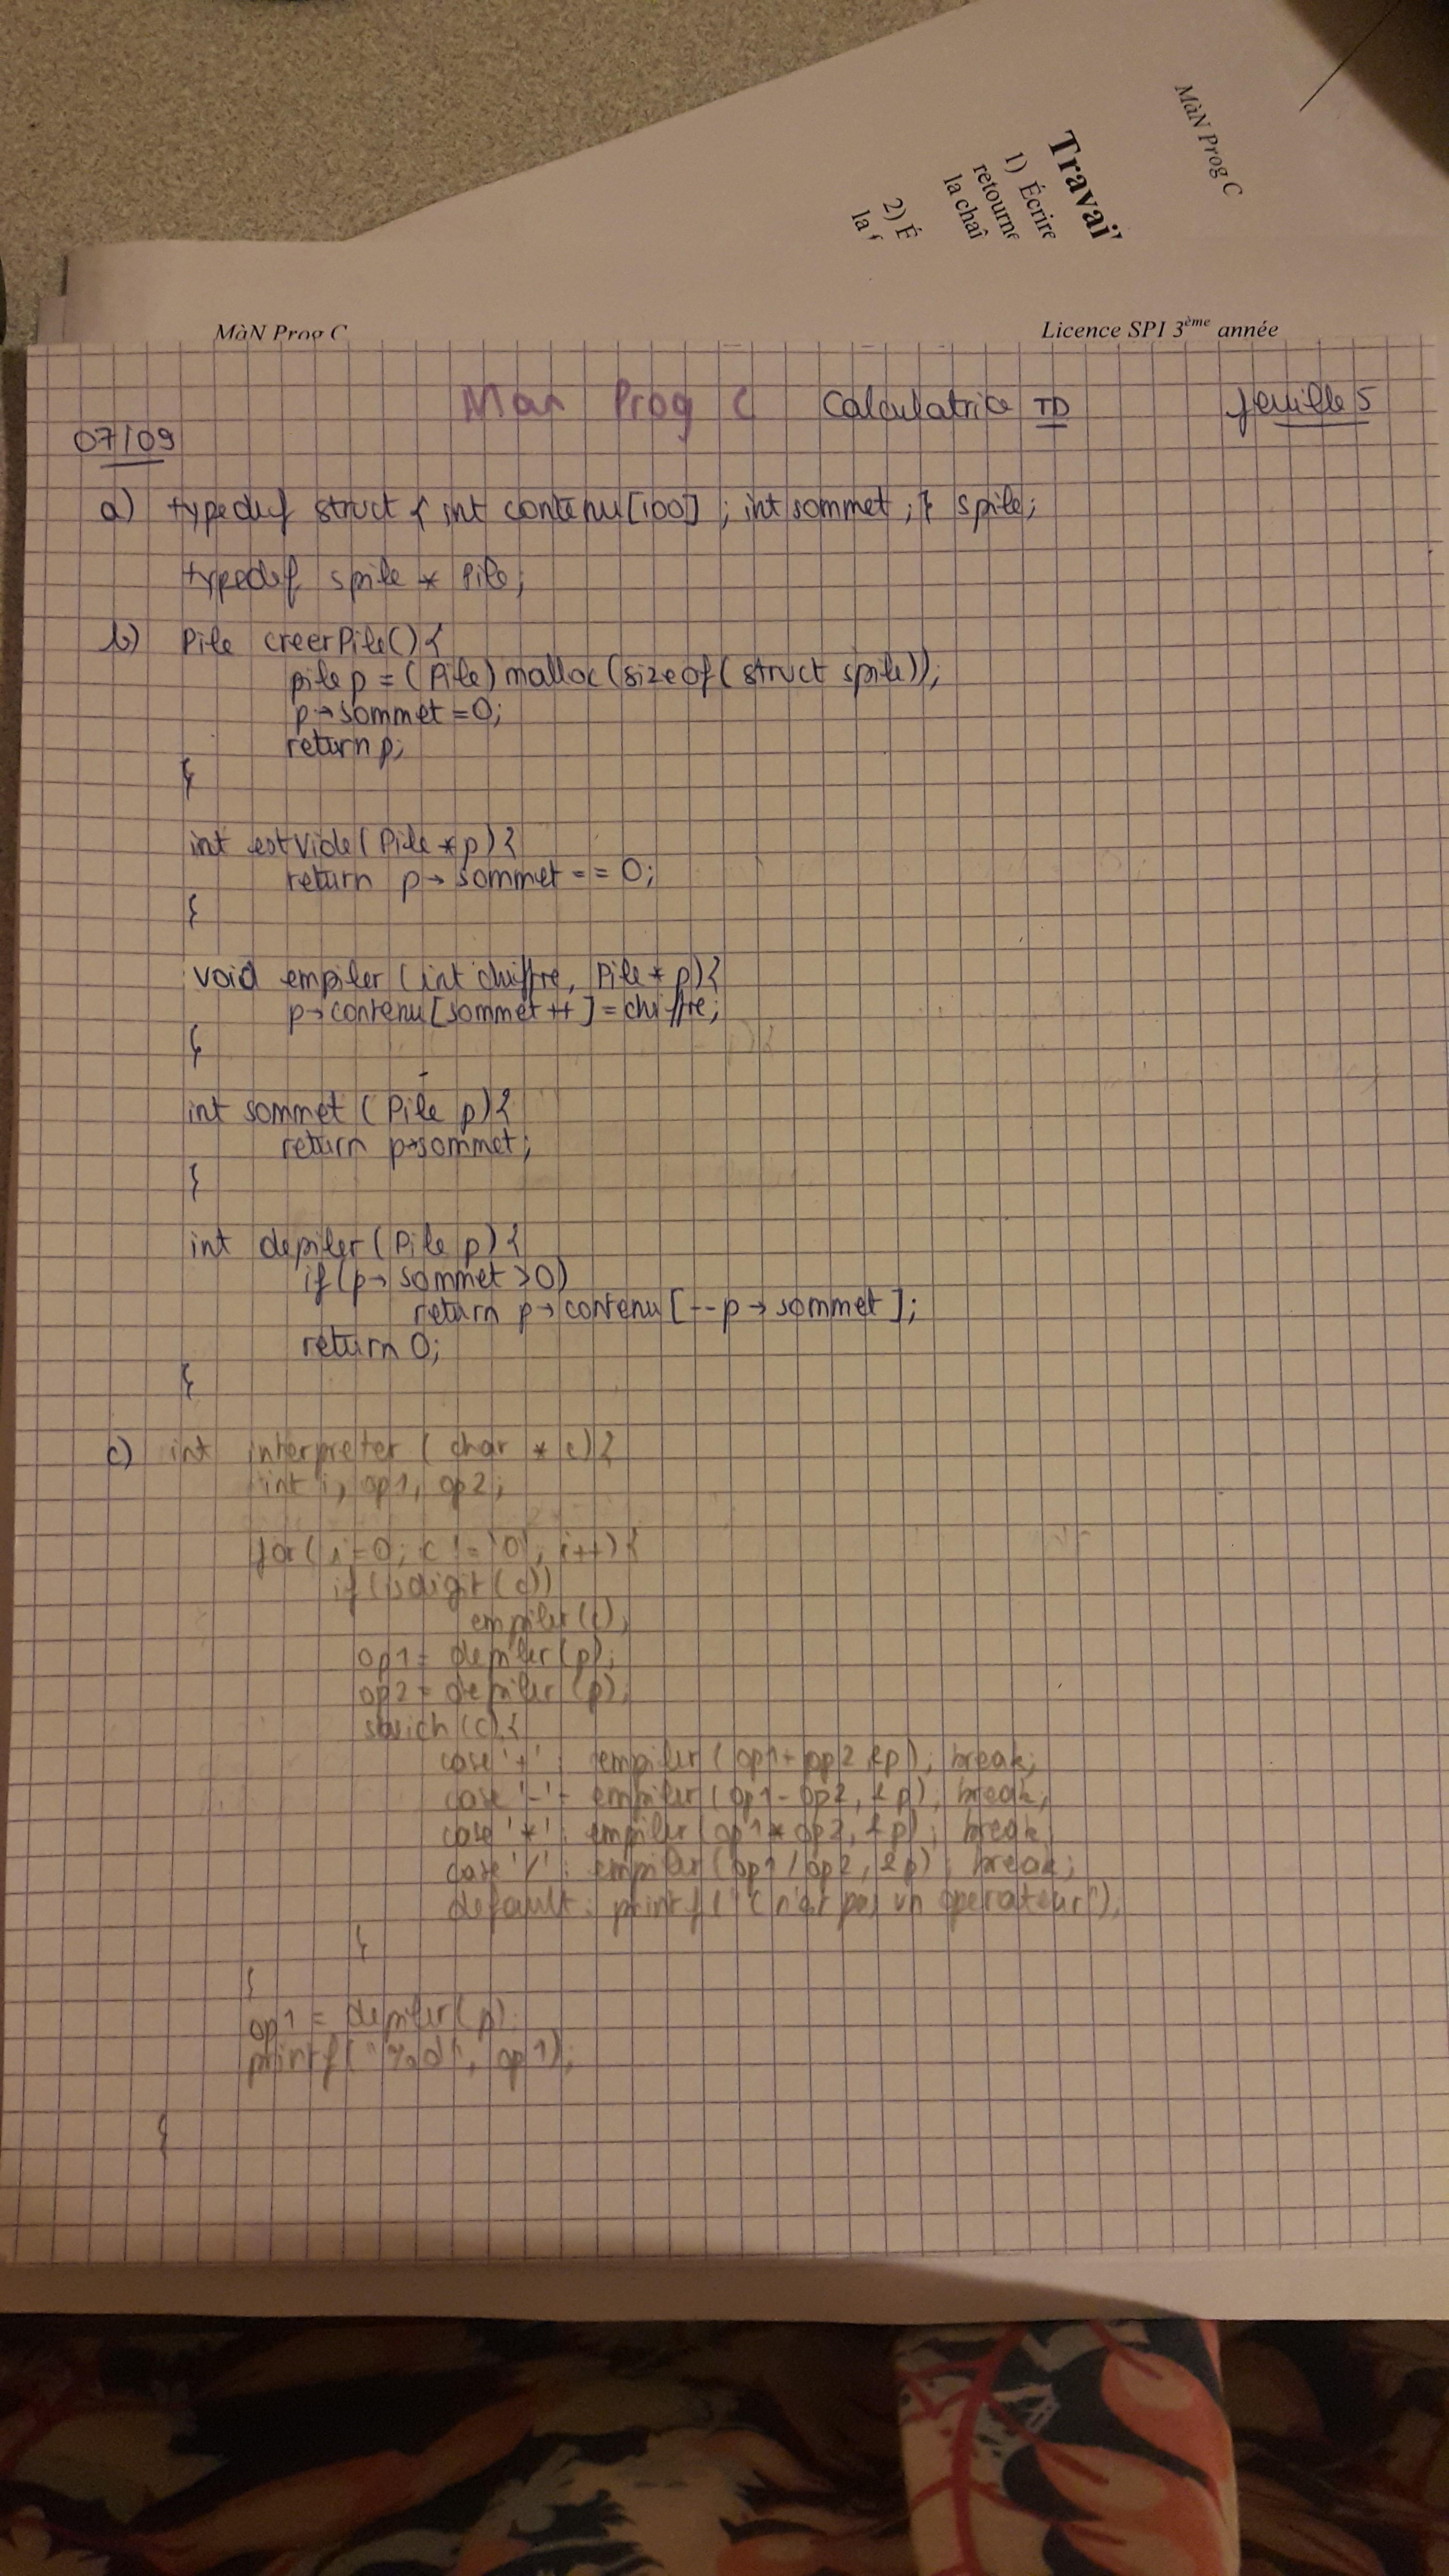 MàN Prog C
Travai
1) Écrire
retourne
la chaî
2) É
la f
MàN Prog C
Licence SPI 3ème année
Man Prog C Calculatrice TD feuille 5
07/09
a) typedef struct { int contenu[100] ; int sommet ; } spile;
typedef spile * Pile;
b) Pile creerPile() {
pile p = (Pile) malloc (sizeof( struct spile));
p→sommet =0;
return p;
}
int estVide( Pile *p) {
return p→ sommet == 0;
}
void empiler (int chiffre, Pile * p) {
p→contenu [sommet ++ ] = chiffre;
}
int sommet ( Pile p) {
return p→sommet;
}
int depiler (Pile p) {
if (p→ sommet >0)
return p→contenu [--p→sommet ];
return 0;
}
c) int interpreter ( char * c) {
int i, op1, op2;
for( i=0; c != '0'; i++) {
if (isdigit (c))
empiler (c);
op1 = depiler (p);
op2 = depiler (p);
swich (c) {
case '+' : empiler ( op1+ op2, &p) ; break;
case '-' : empiler ( op1- op2, &p) ; break;
case '*' : empiler ( op1 * op2, &p) ; break;
case '/' : empiler ( op1 / op2, &p) ; break;
default : printf ( "c n'est pas un operateur");
}
}
op1 = depiler (p);
printf ( "%d", op1);
}